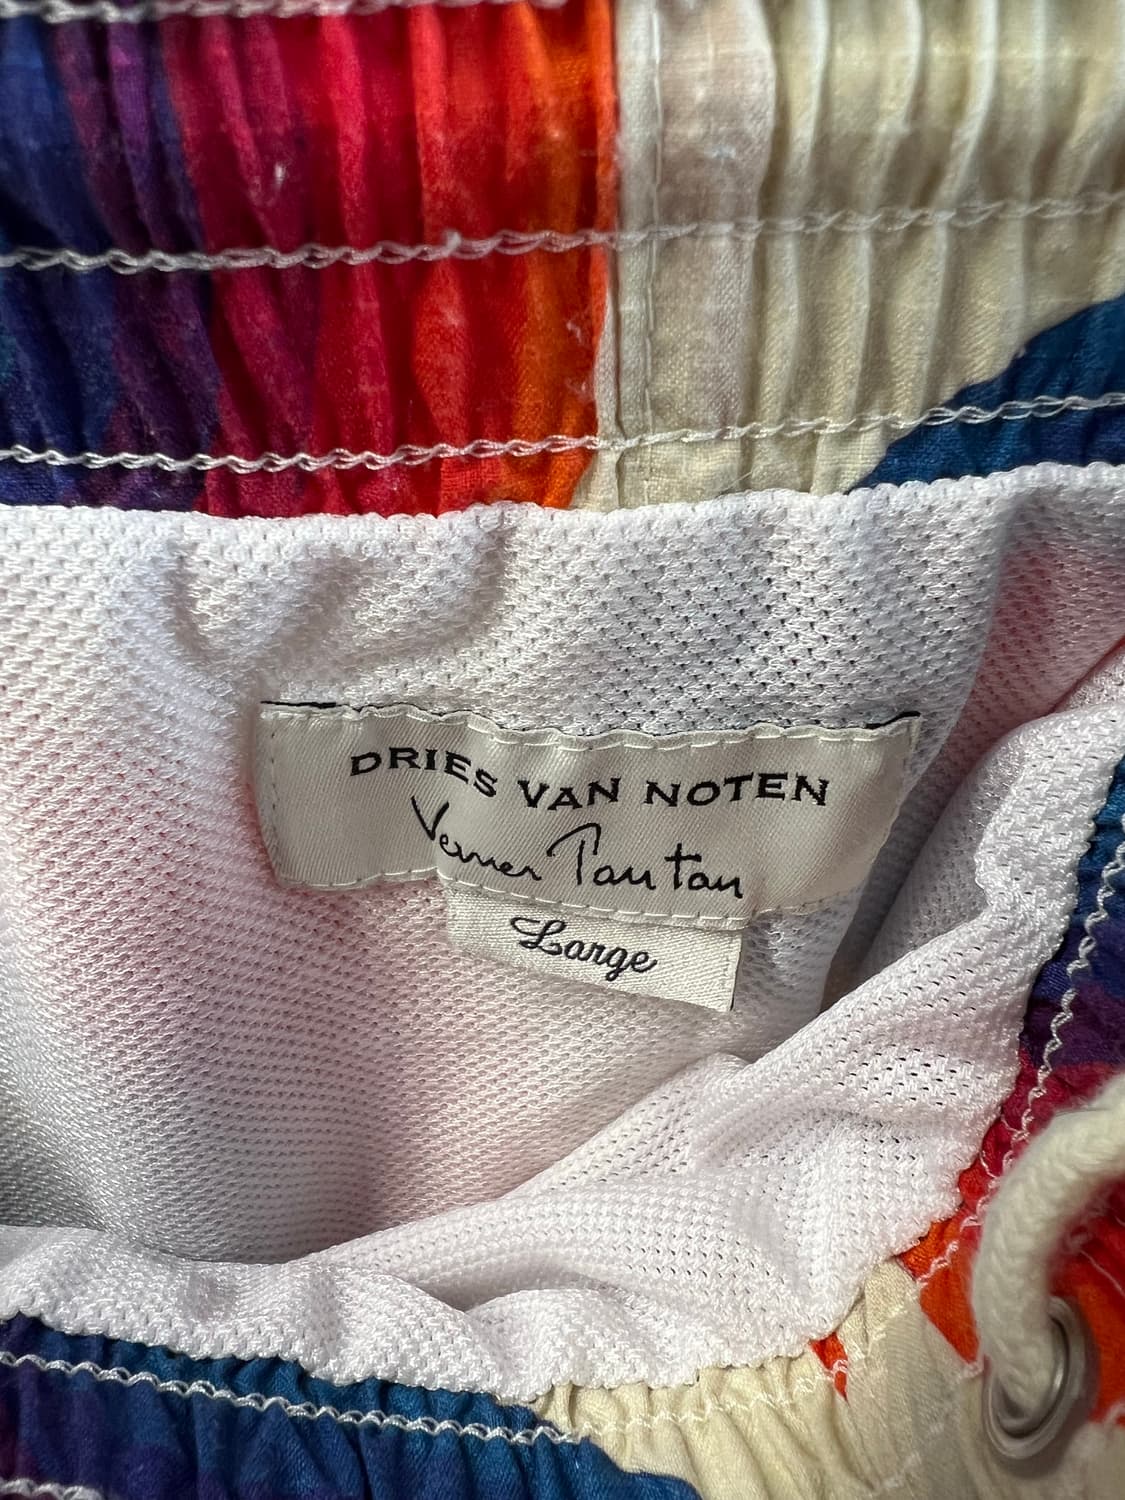 DRIES VAN NOTEN
Verner Panton
Large